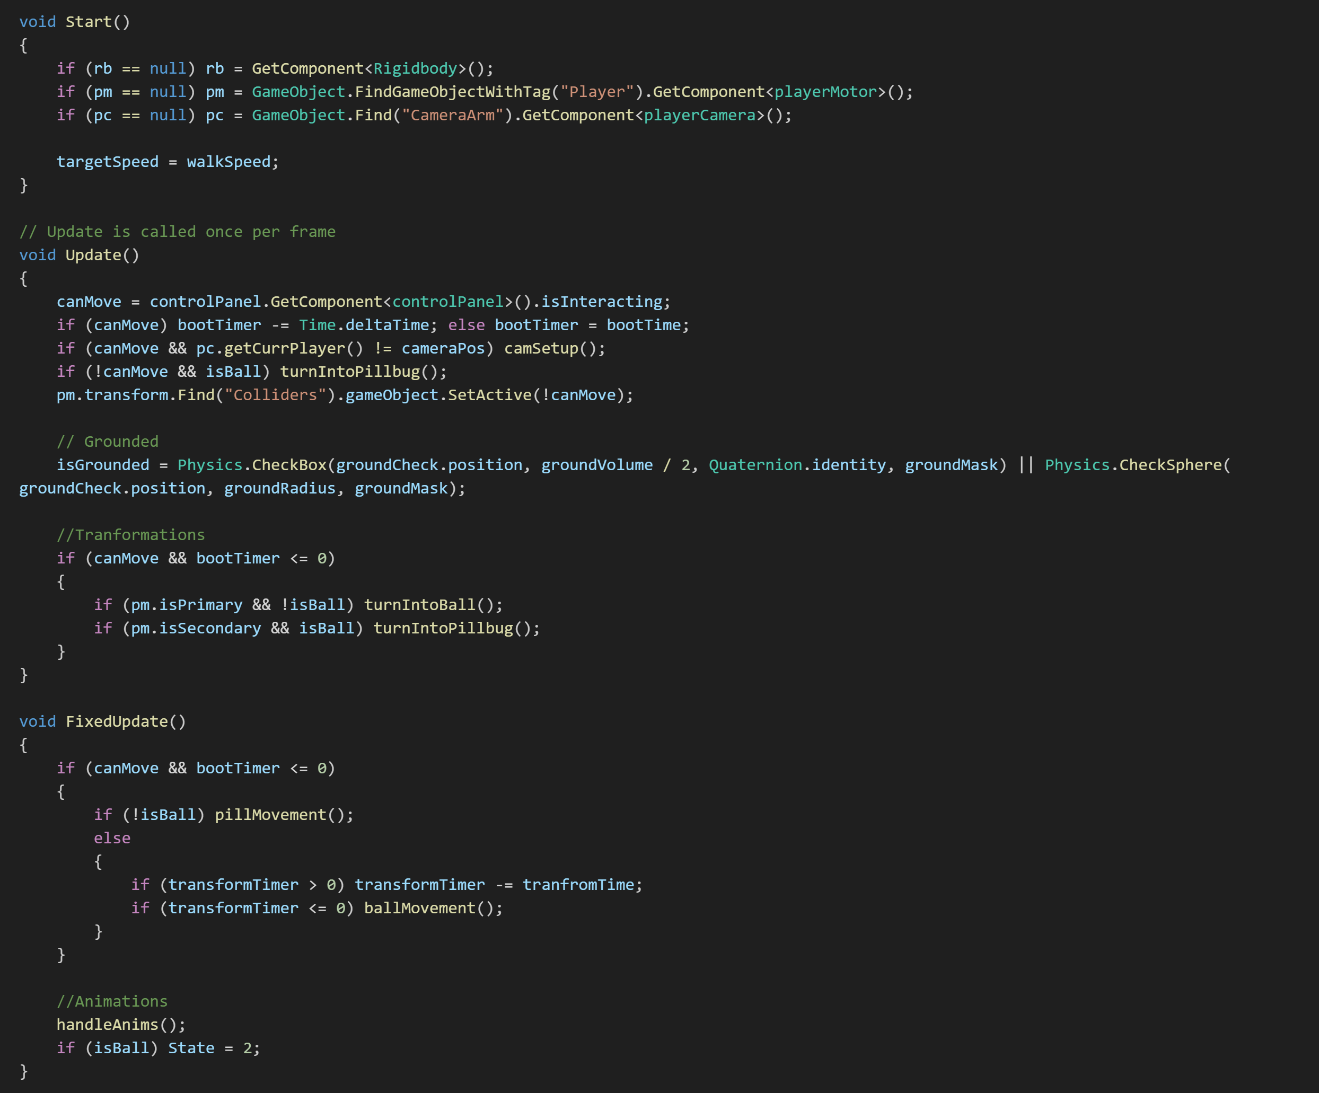 void Start()
{
    if (rb == null) rb = GetComponent<Rigidbody>();
    if (pm == null) pm = GameObject.FindGameObjectWithTag("Player").GetComponent<playerMotor>();
    if (pc == null) pc = GameObject.Find("CameraArm").GetComponent<playerCamera>();

    targetSpeed = walkSpeed;
}

// Update is called once per frame
void Update()
{
    canMove = controlPanel.GetComponent<controlPanel>().isInteracting;
    if (canMove) bootTimer -= Time.deltaTime; else bootTimer = bootTime;
    if (canMove && pc.getCurrPlayer() != cameraPos) camSetup();
    if (!canMove && isBall) turnIntoPillbug();
    pm.transform.Find("Colliders").gameObject.SetActive(!canMove);

    // Grounded
    isGrounded = Physics.CheckBox(groundCheck.position, groundVolume / 2, Quaternion.identity, groundMask) || Physics.CheckSphere(
groundCheck.position, groundRadius, groundMask);

    //Tranformations
    if (canMove && bootTimer <= 0)
    {
        if (pm.isPrimary && !isBall) turnIntoBall();
        if (pm.isSecondary && isBall) turnIntoPillbug();
    }
}

void FixedUpdate()
{
    if (canMove && bootTimer <= 0)
    {
        if (!isBall) pillMovement();
        else
        {
            if (transformTimer > 0) transformTimer -= tranfromTime;
            if (transformTimer <= 0) ballMovement();
        }
    }

    //Animations
    handleAnims();
    if (isBall) State = 2;
}